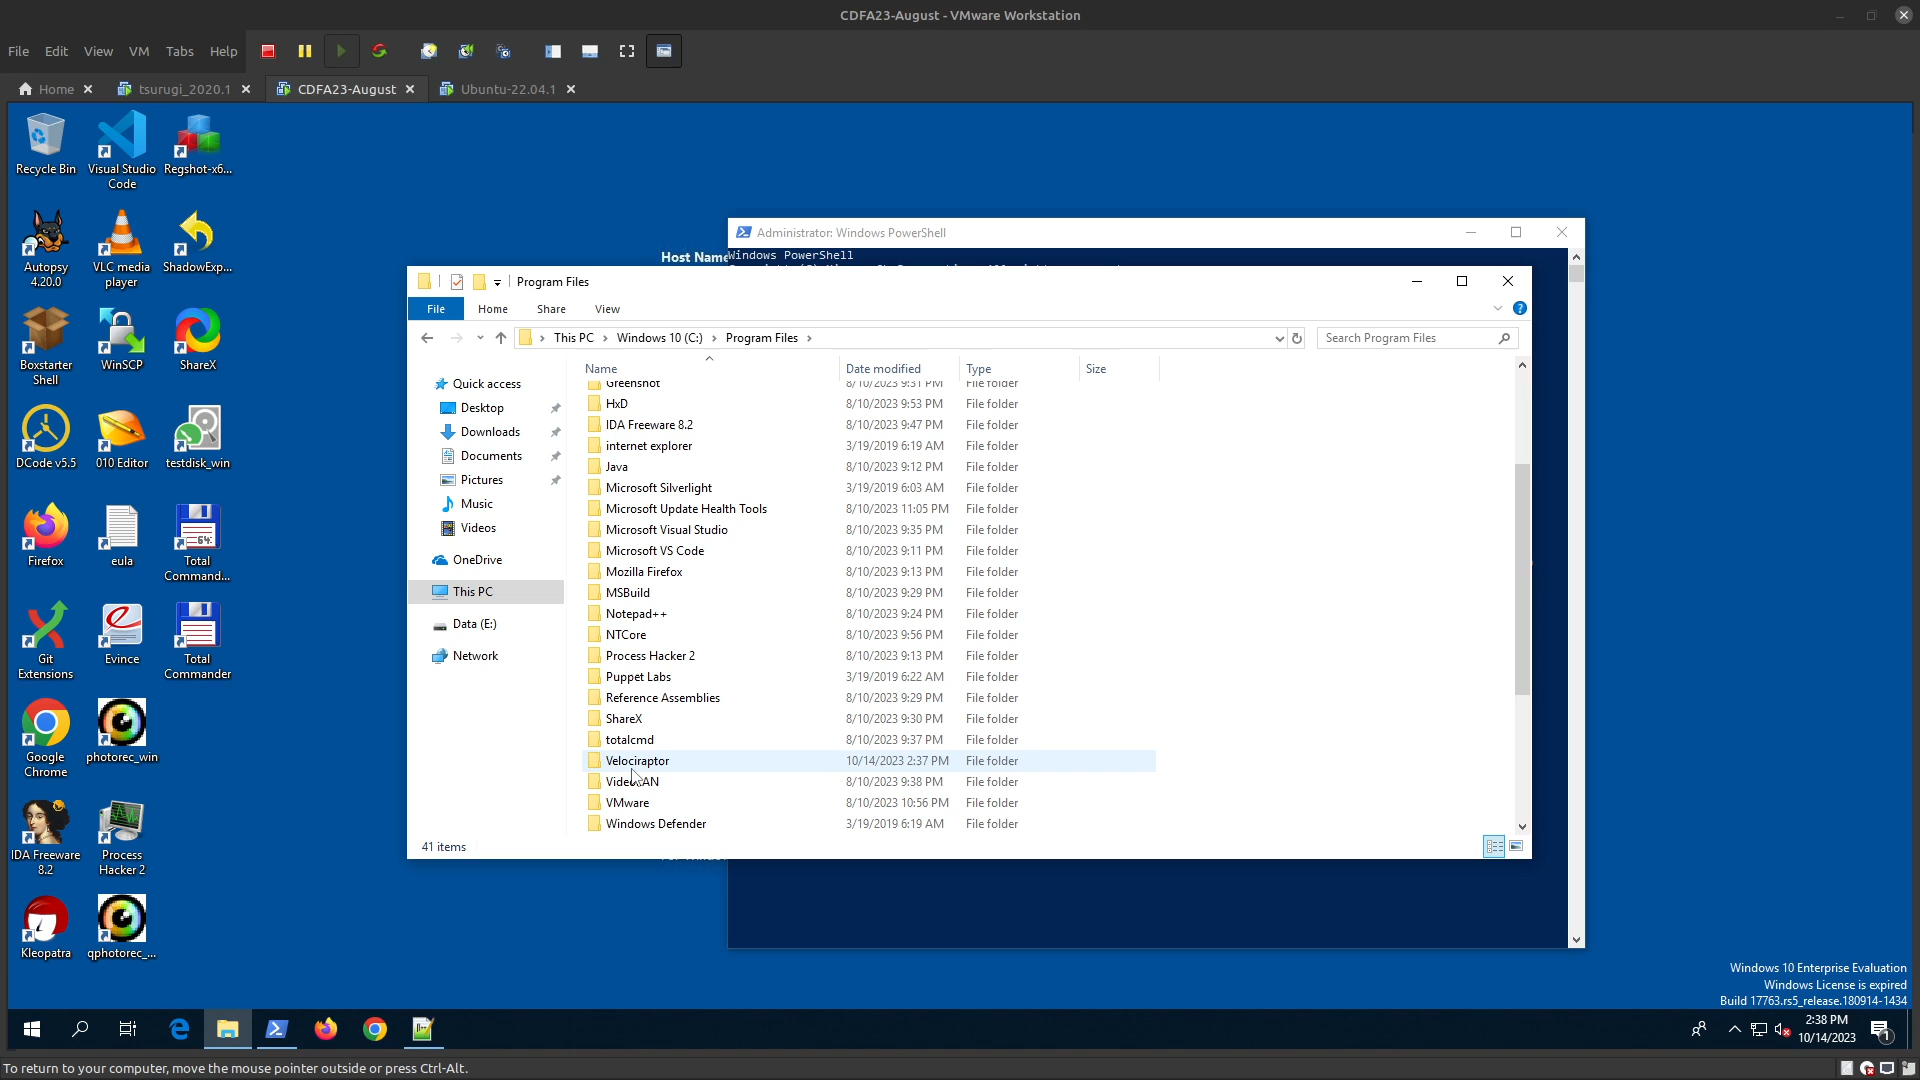 CDFA23-August - VMware Workstation
File Edit View VM Tabs Help
Home tsurugi_2020.1 CDFA23-August Ubuntu-22.04.1
Recycle Bin
Visual Studio
Code
Regshot-x6...
Autopsy
4.20.0
VLC media
player
ShadowExp...
Boxstarter
Shell
WinSCP
ShareX
DCode v5.5
010 Editor
testdisk_win
Firefox
eula
64
Total
Command...
Git
Extensions
Evince
Total
Commander
Google
Chrome
photorec_win
IDA Freeware
8.2
Process
Hacker 2
Kleopatra
qphotorec_...
Host Name
Administrator: Windows PowerShell
Windows PowerShell
Program Files
File Home Share View
This PC Windows 10 (C:) Program Files
Search Program Files
Quick access
Desktop
Downloads
Documents
Pictures
Music
Videos
OneDrive
This PC
Data (E:)
Network
Name Date modified Type Size
Greenshot 8/10/2023 9:31 PM File folder
HxD 8/10/2023 9:53 PM File folder
IDA Freeware 8.2 8/10/2023 9:47 PM File folder
internet explorer 3/19/2019 6:19 AM File folder
Java 8/10/2023 9:12 PM File folder
Microsoft Silverlight 3/19/2019 6:03 AM File folder
Microsoft Update Health Tools 8/10/2023 11:05 PM File folder
Microsoft Visual Studio 8/10/2023 9:35 PM File folder
Microsoft VS Code 8/10/2023 9:11 PM File folder
Mozilla Firefox 8/10/2023 9:13 PM File folder
MSBuild 8/10/2023 9:29 PM File folder
Notepad++ 8/10/2023 9:24 PM File folder
NTCore 8/10/2023 9:56 PM File folder
Process Hacker 2 8/10/2023 9:13 PM File folder
Puppet Labs 3/19/2019 6:22 AM File folder
Reference Assemblies 8/10/2023 9:29 PM File folder
ShareX 8/10/2023 9:30 PM File folder
totalcmd 8/10/2023 9:37 PM File folder
Velociraptor 10/14/2023 2:37 PM File folder
VideoLAN 8/10/2023 9:38 PM File folder
VMware 8/10/2023 10:56 PM File folder
Windows Defender 3/19/2019 6:19 AM File folder
41 items
Windows 10 Enterprise Evaluation
Windows License is expired
Build 17763.rs5_release.180914-1434
2:38 PM
10/14/2023
1
To return to your computer, move the mouse pointer outside or press Ctrl-Alt.